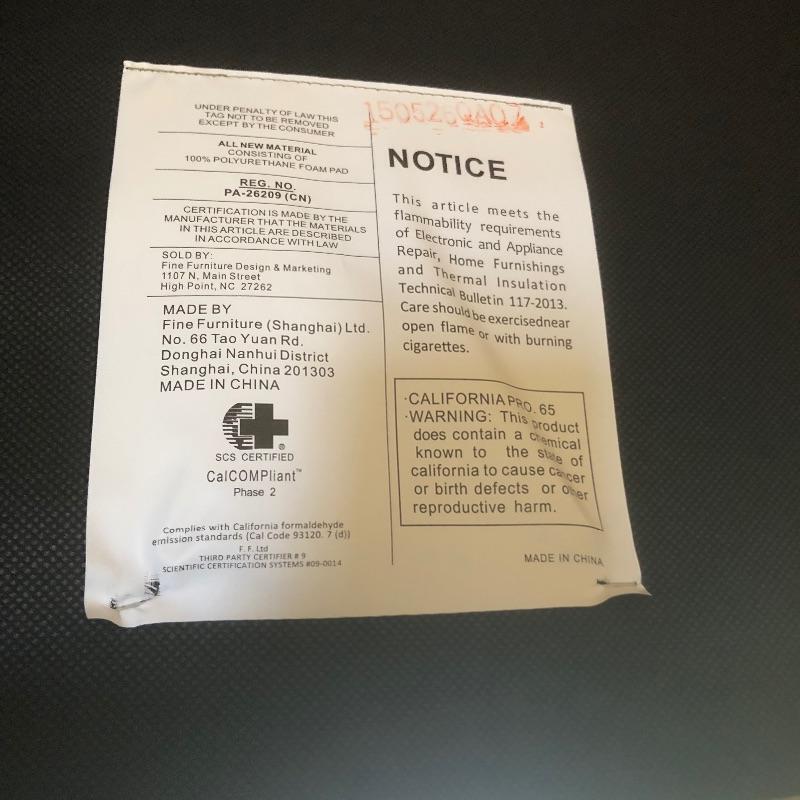 UNDER PENALTY OF LAW THIS
TAG NOT TO BE REMOVED
EXCEPT BY THE CONSUMER
ALL NEW MATERIAL
CONSISTING OF
100% POLYURETHANE FOAM PAD
REG. NO.
PA-26209 (CN)
CERTIFICATION IS MADE BY THE
MANUFACTURER THAT THE MATERIALS
IN THIS ARTICLE ARE DESCRIBED
IN ACCORDANCE WITH LAW
SOLD BY:
Fine Furniture Design & Marketing
1107 N, Main Street
High Point, NC 27262
MADE BY
Fine Furniture (Shanghai) Ltd.
No. 66 Tao Yuan Rd.
Donghai Nanhui District
Shanghai, China 201303
MADE IN CHINA
SCS CERTIFIED
CalCOMPliant™
Phase 2
Complies with California formaldehyde
emission standards (Cal Code 93120. 7 (d))
F. F. Ltd
THIRD PARTY CERTIFIER # 9
SCIENTIFIC CERTIFICATION SYSTEMS #09-0014
NOTICE
This article meets the
flammability requirements
of Electronic and Appliance
Repair, Home Furnishings
and Thermal Insulation
Technical Bulletin 117-2013.
Care should be exercisednear
open flame or with burning
cigarettes.
·CALIFORNIA PRO. 65
·WARNING: This product
does contain a chemical
known to the state of
california to cause cancer
or birth defects or other
reproductive harm.
MADE IN CHINA